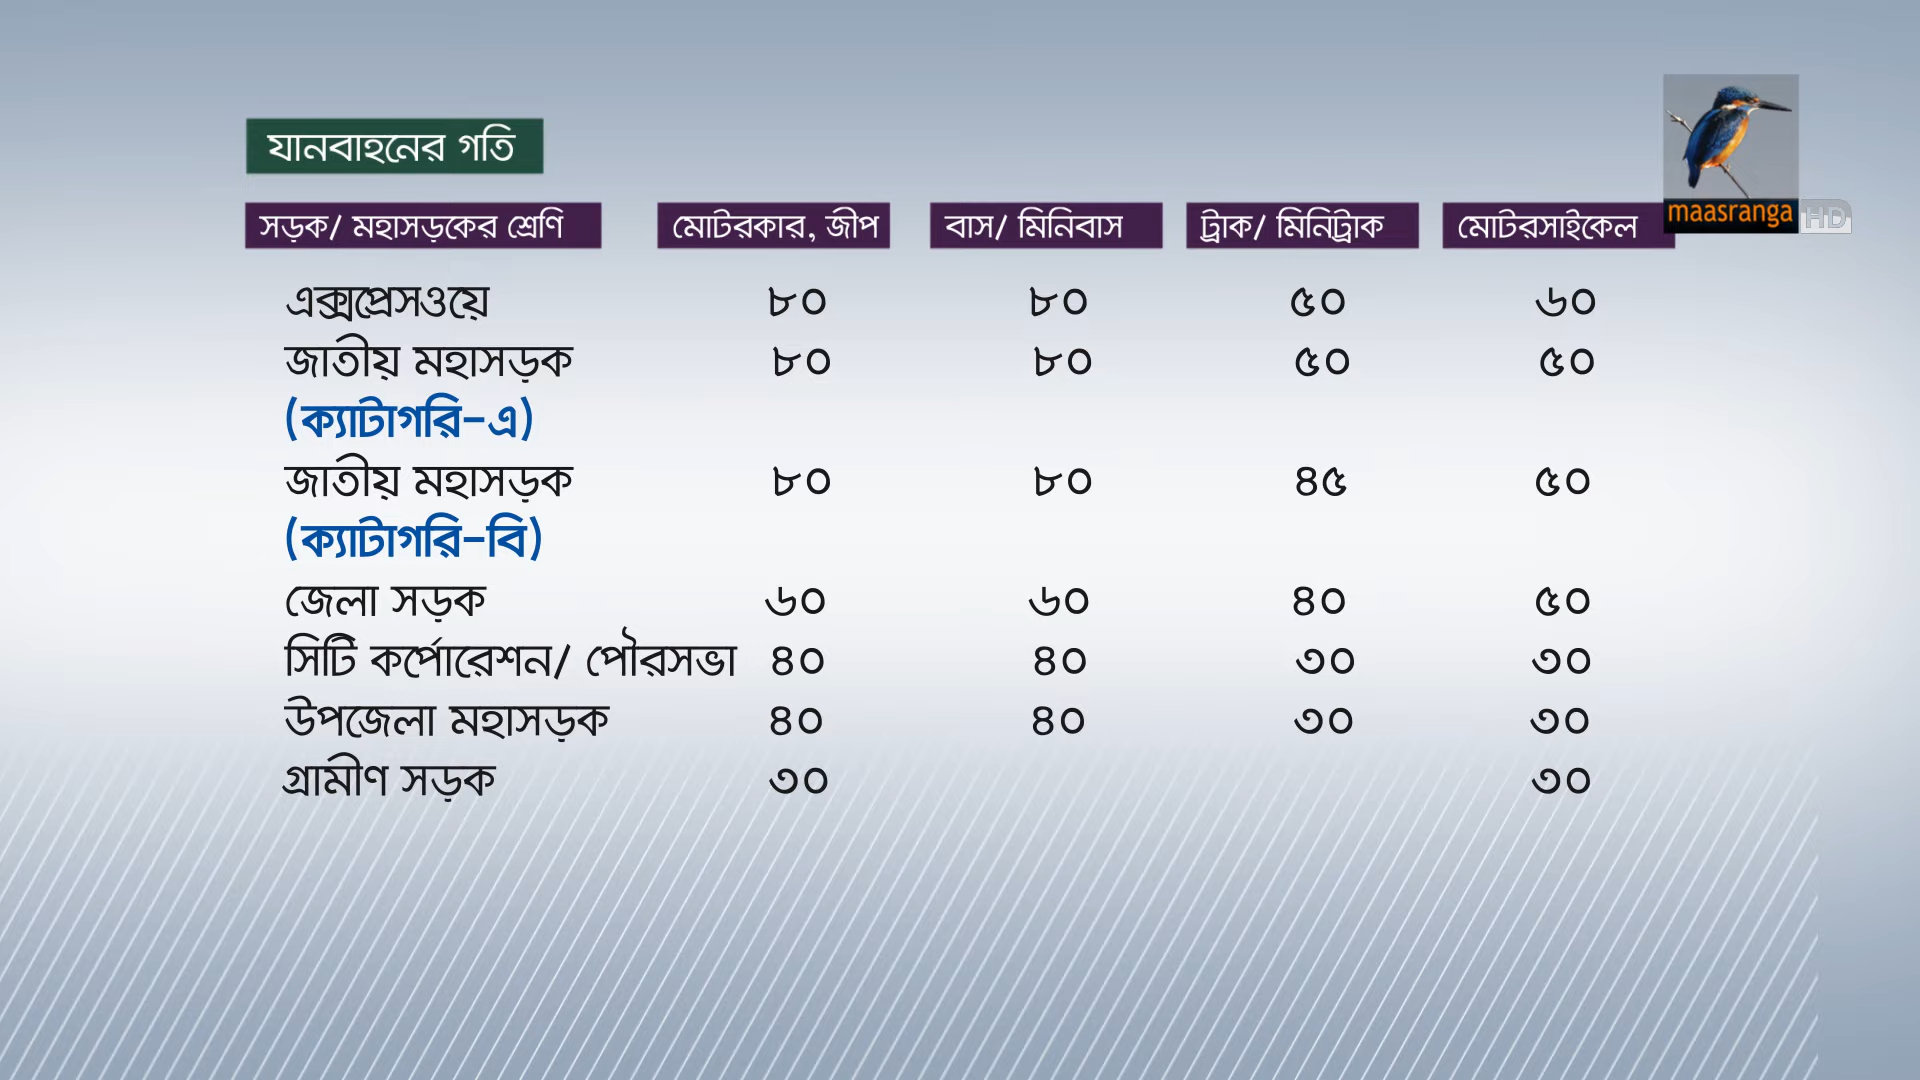 যানবাহনের গতি
maasranga HD
সড়ক/ মহাসড়কের শ্রেণি মোটরকার, জীপ বাস/ মিনিবাস ট্রাক/ মিনিট্রাক মোটরসাইকেল
এক্সপ্রেসওয়ে ৮০ ৮০ ৫০ ৬০
জাতীয় মহাসড়ক ৮০ ৮০ ৫০ ৫০
(ক্যাটাগরি-এ)
জাতীয় মহাসড়ক ৮০ ৮০ ৪৫ ৫০
(ক্যাটাগরি-বি)
জেলা সড়ক ৬০ ৬০ ৪০ ৫০
সিটি কর্পোরেশন/ পৌরসভা ৪০ ৪০ ৩০ ৩০
উপজেলা মহাসড়ক ৪০ ৪০ ৩০ ৩০
গ্রামীণ সড়ক ৩০ ৩০